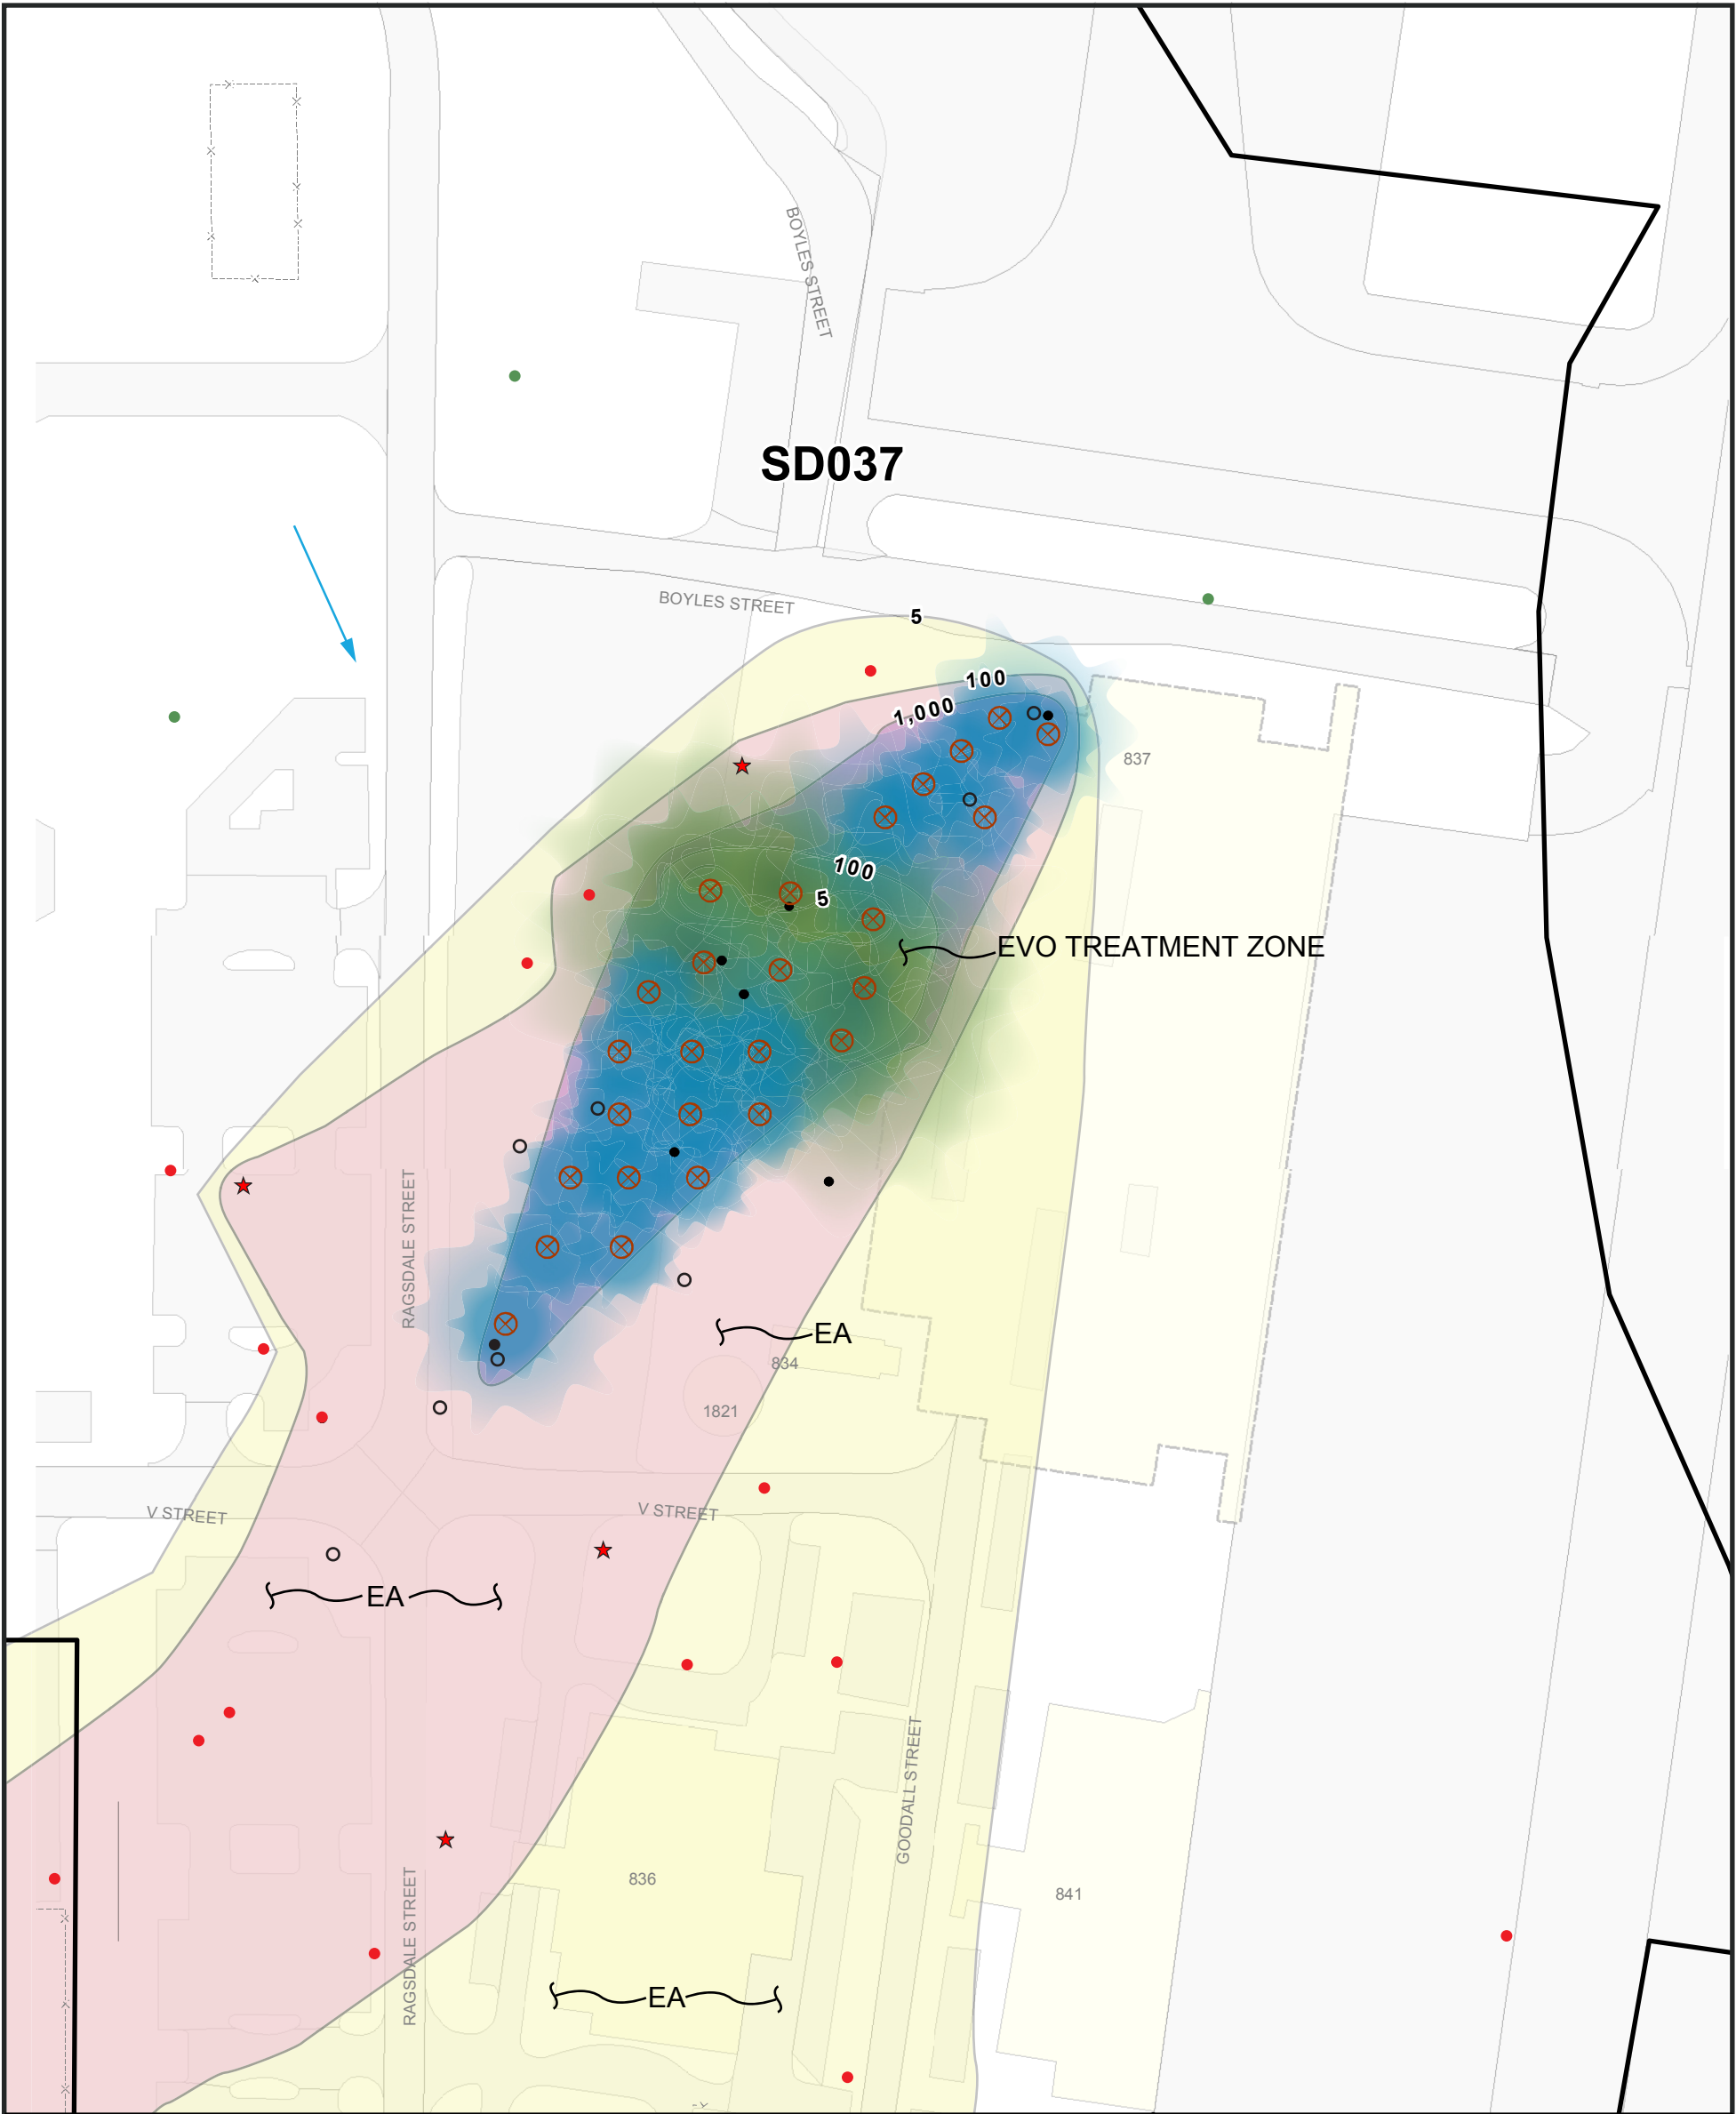 BOYLES STREET
SD037
BOYLES STREET
5
100
1,000
837
100
5
EVO TREATMENT ZONE
RAGSDALE STREET
EA
834
1821
V STREET
V STREET
EA
GOODALL STREET
836
841
RAGSDALE STREET
EA